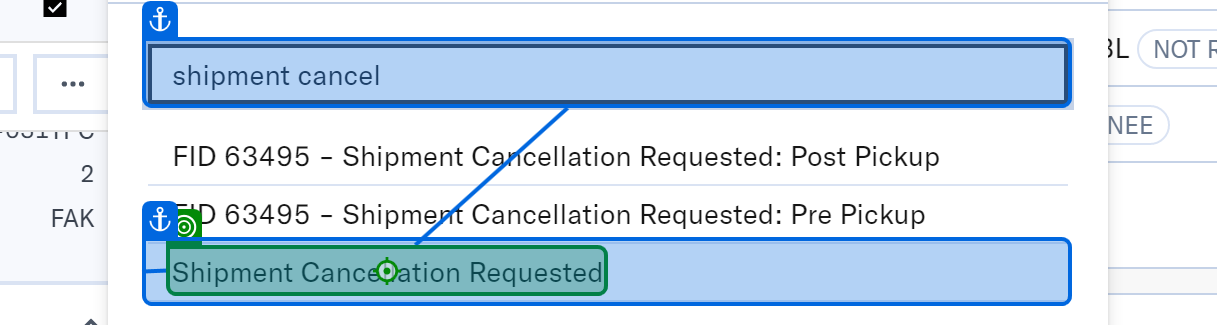 shipment cancel
BL NOT R
FID 63495 – Shipment Cancellation Requested: Post Pickup
NEE
2
FID 63495 – Shipment Cancellation Requested: Pre Pickup
FAK
Shipment Cancellation Requested